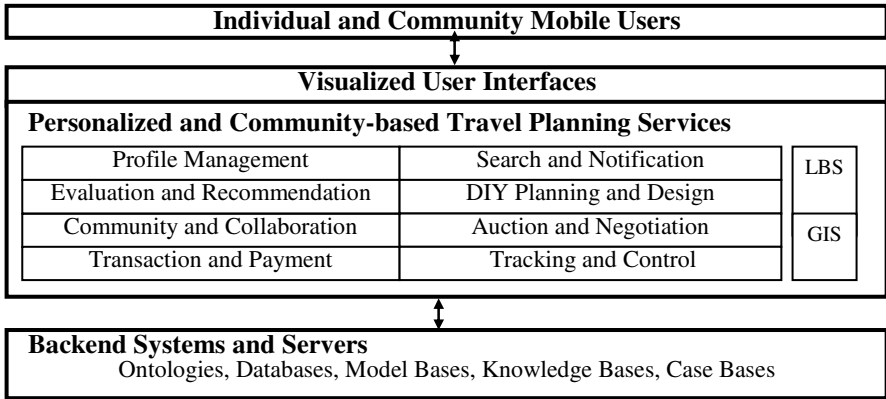 Individual and Community Mobile Users
Visualized User Interfaces
Personalized and Community-based Travel Planning Services
Profile Management
Search and Notification
Evaluation and Recommendation
DIY Planning and Design
Community and Collaboration
Auction and Negotiation
Transaction and Payment
Tracking and Control
LBS
GIS
Backend Systems and Servers
Ontologies, Databases, Model Bases, Knowledge Bases, Case Bases